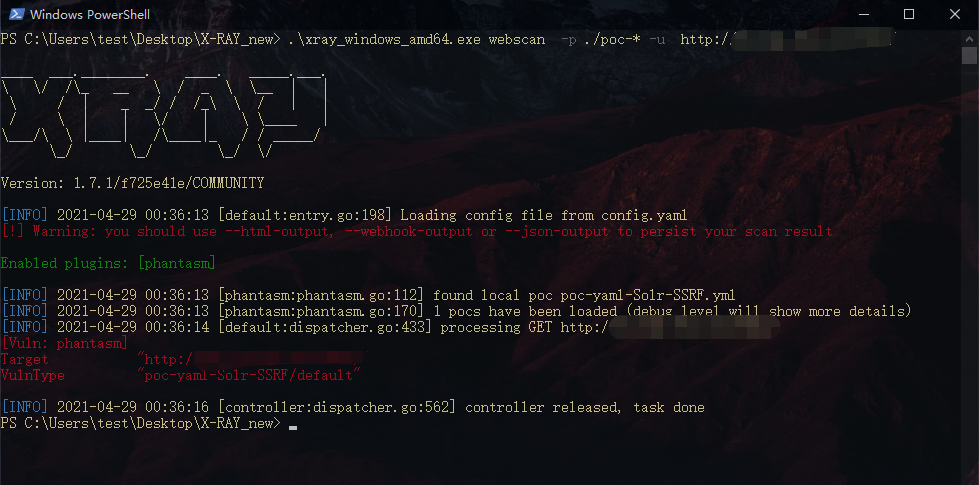 Windows PowerShell
PS C:\Users\test\Desktop\X-RAY_new> .\xray_windows_amd64.exe webscan -p ./poc-* -u http:/
Version: 1.7.1/f725e41e/COMMUNITY
[INFO] 2021-04-29 00:36:13 [default:entry.go:198] Loading config file from config.yaml
[!] Warning: you should use --html-output, --webhook-output or --json-output to persist your scan result
Enabled plugins: [phantasm]
[INFO] 2021-04-29 00:36:13 [phantasm:phantasm.go:112] found local poc poc-yaml-Solr-SSRF.yml
[INFO] 2021-04-29 00:36:13 [phantasm:phantasm.go:170] 1 pocs have been loaded (debug level will show more details)
[INFO] 2021-04-29 00:36:14 [default:dispatcher.go:433] processing GET http:/
[Vuln: phantasm]
Target "http:/
VulnType "poc-yaml-Solr-SSRF/default"
[INFO] 2021-04-29 00:36:16 [controller:dispatcher.go:562] controller released, task done
PS C:\Users\test\Desktop\X-RAY_new>